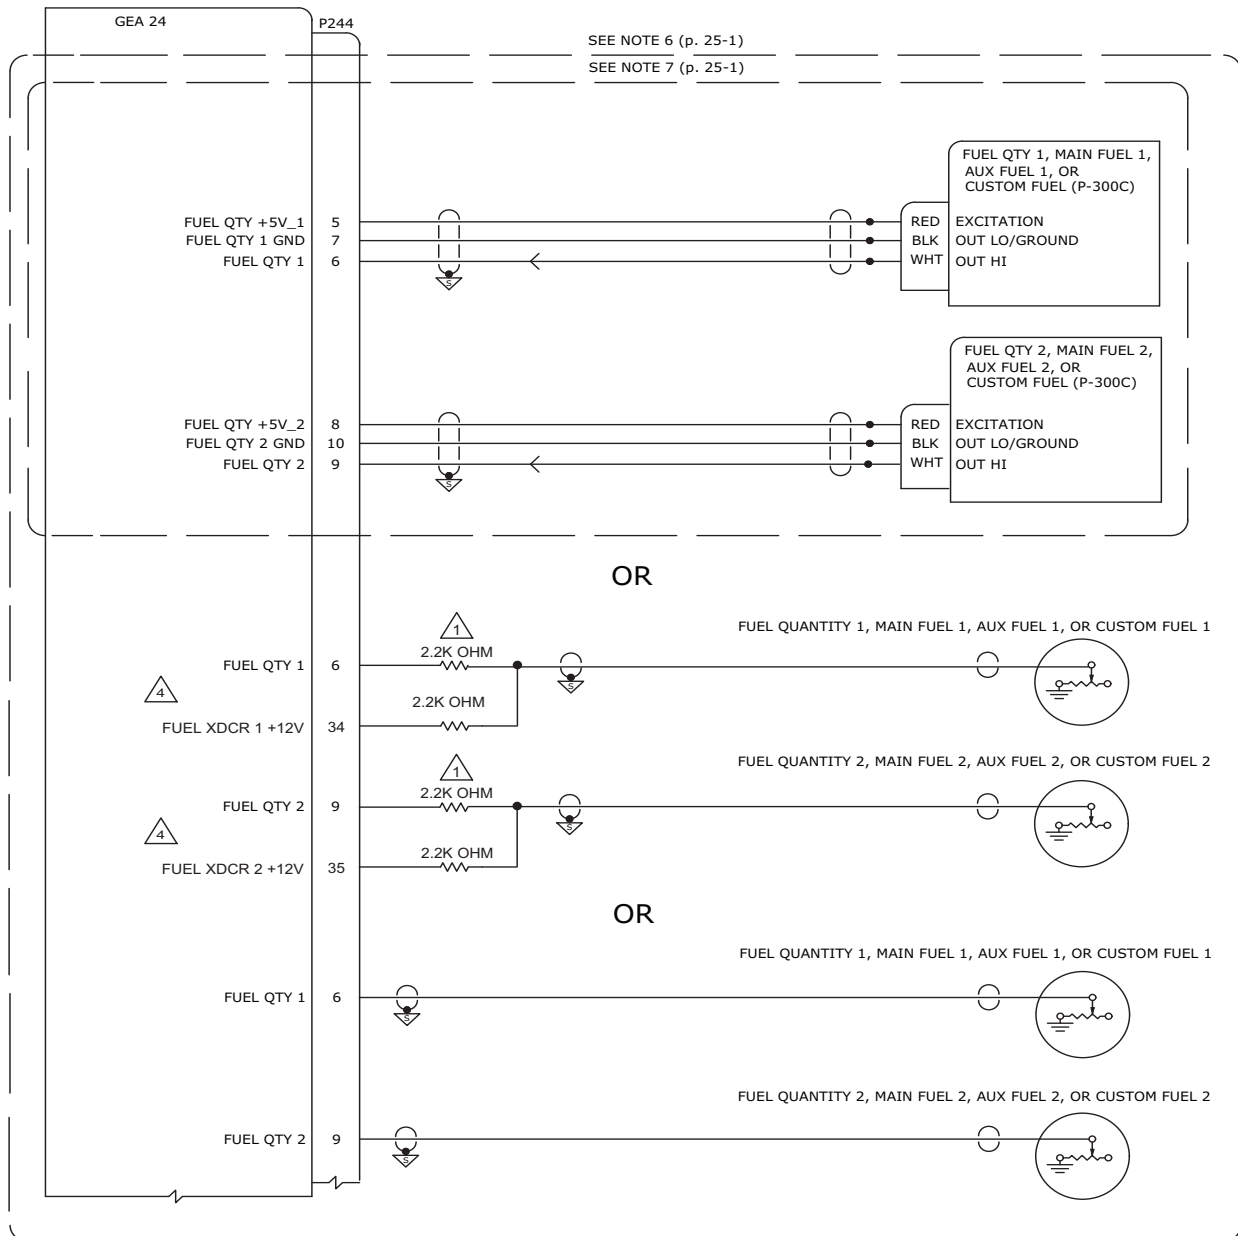 GEA 24
P244
SEE NOTE 6 (p. 25-1)
SEE NOTE 7 (p. 25-1)
FUEL QTY 1, MAIN FUEL 1,
AUX FUEL 1, OR
CUSTOM FUEL (P-300C)
FUEL QTY +5V_1 5 RED EXCITATION
FUEL QTY 1 GND 7 BLK OUT LO/GROUND
FUEL QTY 1 6 WHT OUT HI
S
FUEL QTY 2, MAIN FUEL 2,
AUX FUEL 2, OR
CUSTOM FUEL (P-300C)
FUEL QTY +5V_2 8 RED EXCITATION
FUEL QTY 2 GND 10 BLK OUT LO/GROUND
FUEL QTY 2 9 WHT OUT HI
S
OR
1
FUEL QUANTITY 1, MAIN FUEL 1, AUX FUEL 1, OR CUSTOM FUEL 1
2.2K OHM
FUEL QTY 1 6
S
4
2.2K OHM
FUEL XDCR 1 +12V 34
FUEL QUANTITY 2, MAIN FUEL 2, AUX FUEL 2, OR CUSTOM FUEL 2
1
2.2K OHM
FUEL QTY 2 9
S
4
2.2K OHM
FUEL XDCR 2 +12V 35
OR
FUEL QUANTITY 1, MAIN FUEL 1, AUX FUEL 1, OR CUSTOM FUEL 1
FUEL QTY 1 6
S
FUEL QUANTITY 2, MAIN FUEL 2, AUX FUEL 2, OR CUSTOM FUEL 2
FUEL QTY 2 9
S